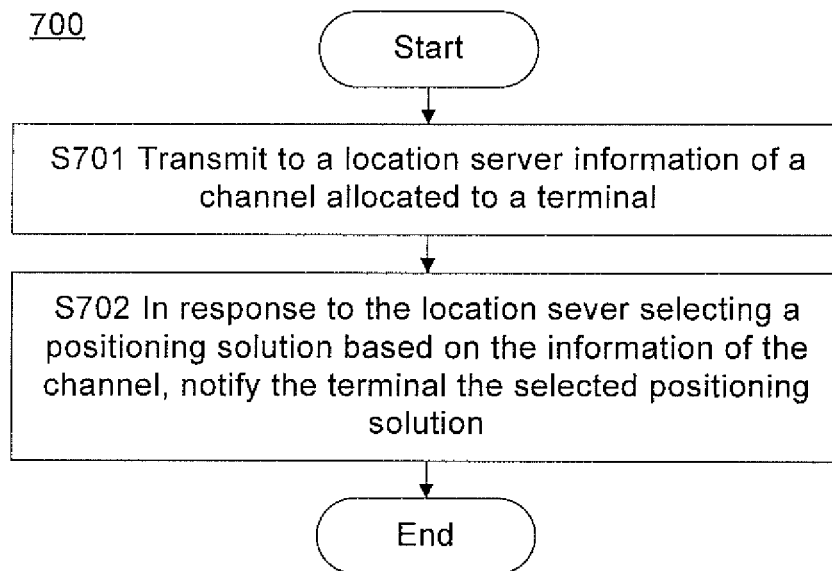 700
Start
S701 Transmit to a location server information of a
channel allocated to a terminal
S702 In response to the location sever selecting a
positioning solution based on the information of the
channel, notify the terminal the selected positioning
solution
End